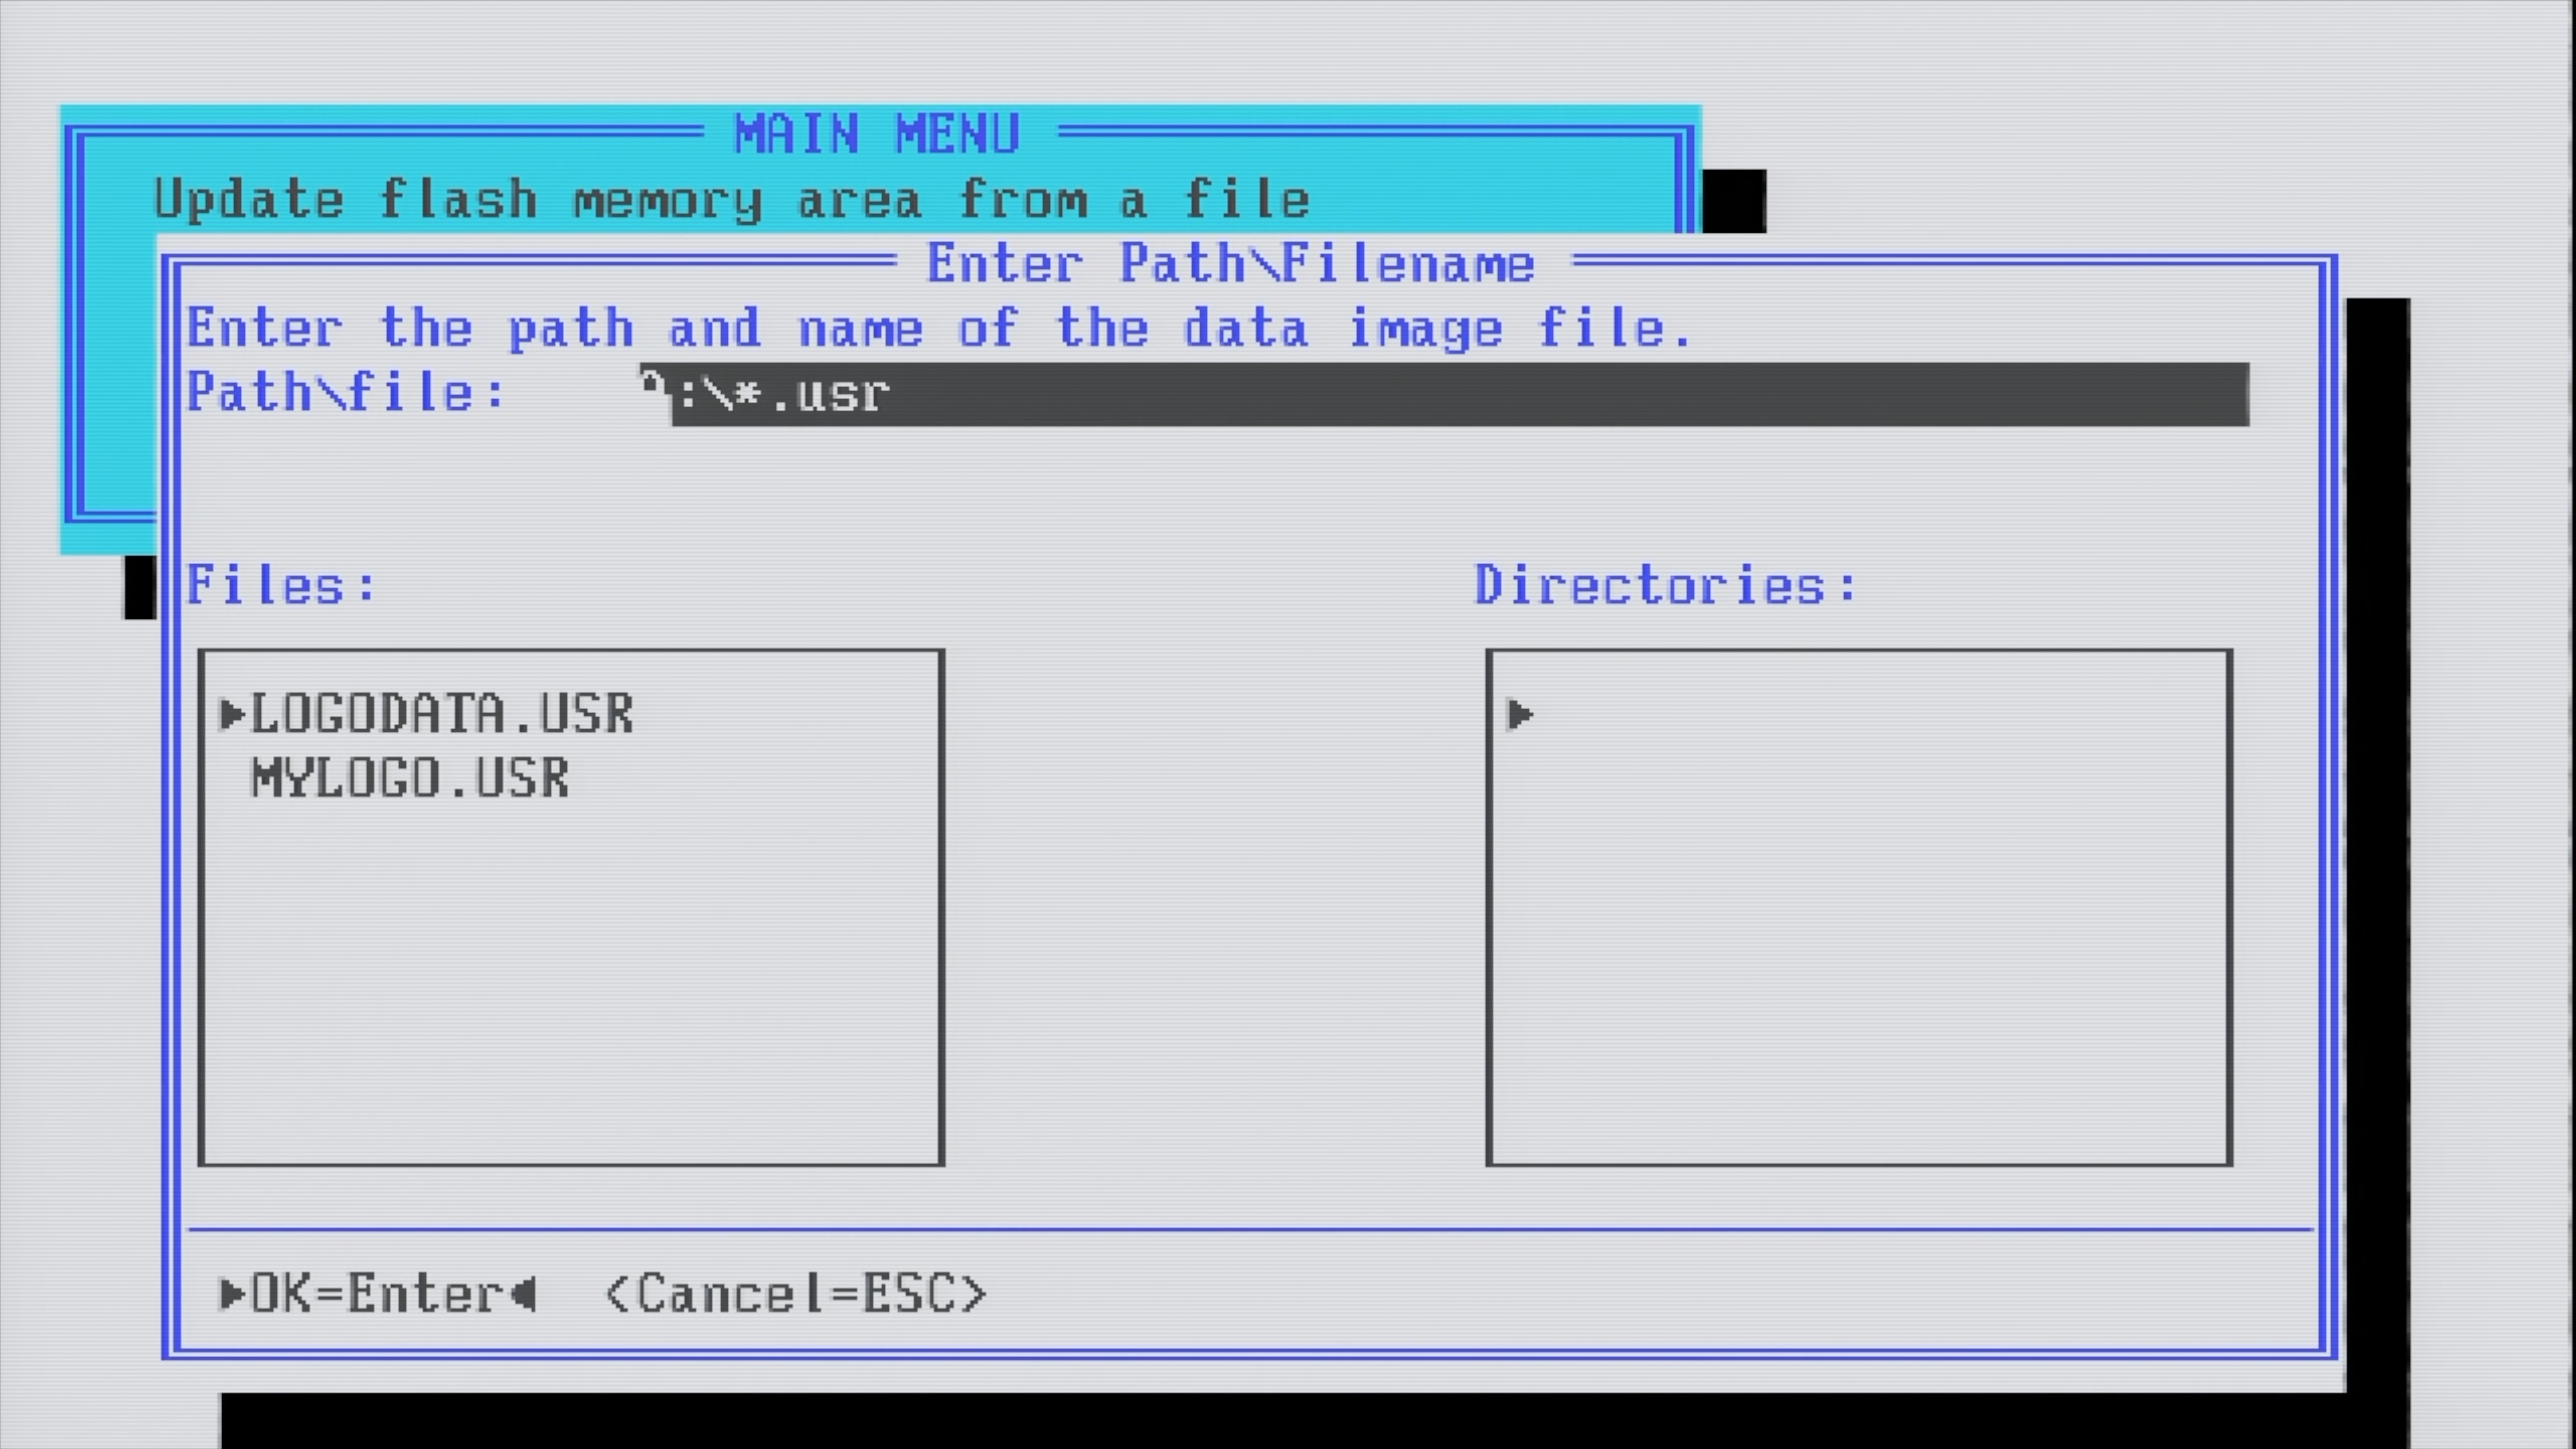 MAIN MENU
Update flash memory area from a file
Enter Path\Filename
Enter the path and name of the data image file.
Path\file: :\*.usr
Files: Directories:
►LOGODATA.USR ►
MYLOGO.USR
►OK=Enter◄ <Cancel=ESC>